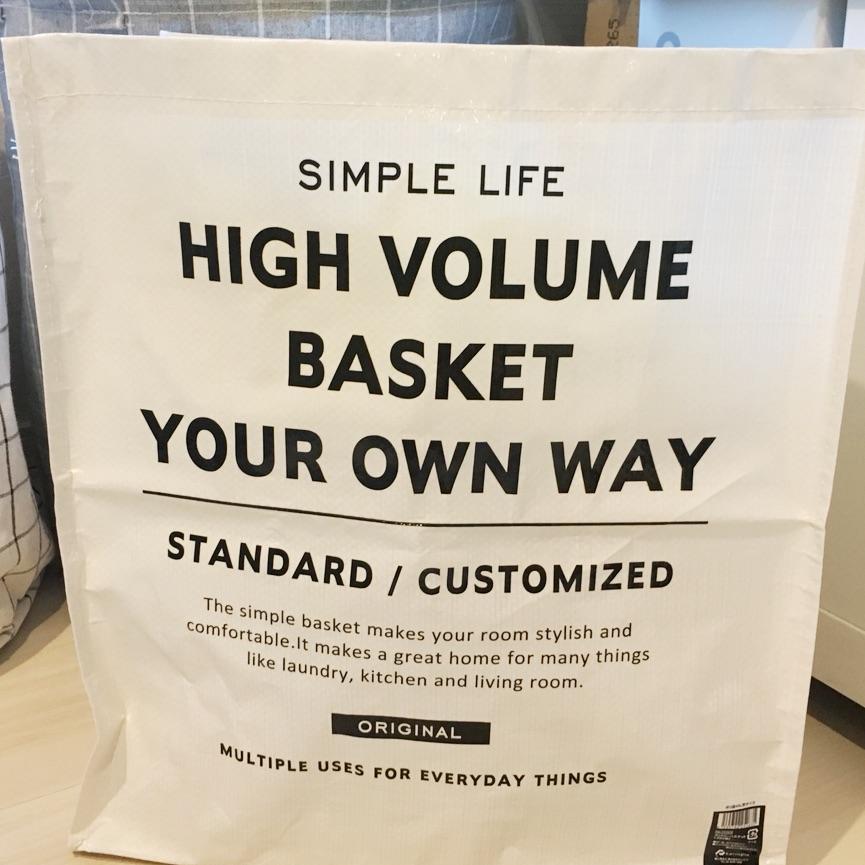 265
SIMPLE LIFE
HIGH VOLUME
BASKET
YOUR OWN WAY
STANDARD / CUSTOMIZED
The simple basket makes your room stylish and
comfortable.It makes a great home for many things
like laundry, kitchen and living room.
ORIGINAL
MULTIPLE USES FOR EVERYDAY THINGS